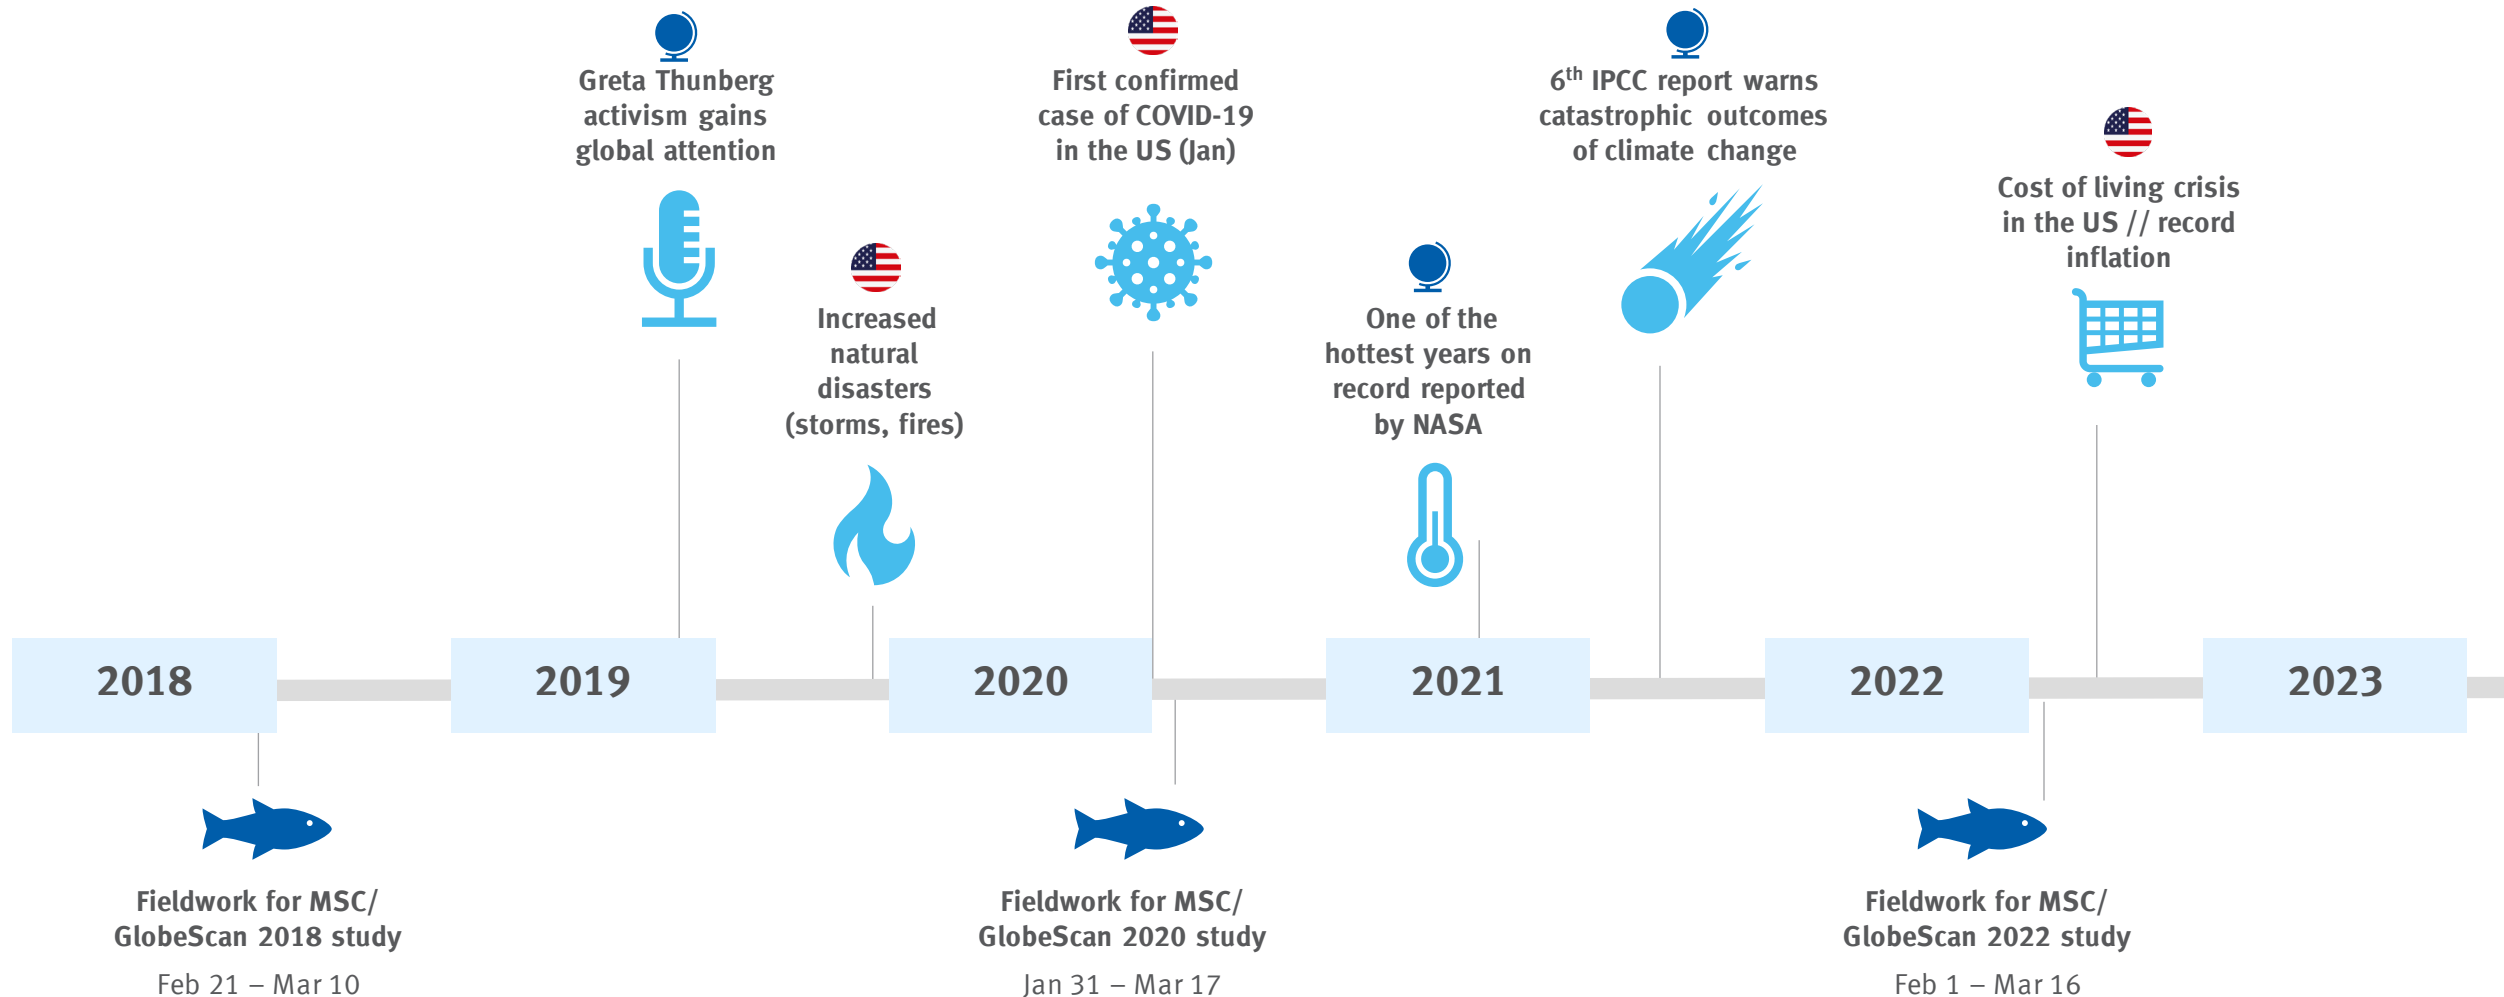 Greta Thunberg
activism gains
global attention
Increased
natural
disasters
(storms, fires)
First confirmed
case of COVID-19
in the US (Jan)
One of the
hottest years on
record reported
by NASA
6th IPCC report warns
catastrophic outcomes
of climate change
Cost of living crisis
in the US // record
inflation
2018
2019
2020
2021
2022
2023
Fieldwork for MSC/
GlobeScan 2018 study
Feb 21 – Mar 10
Fieldwork for MSC/
GlobeScan 2020 study
Jan 31 – Mar 17
Fieldwork for MSC/
GlobeScan 2022 study
Feb 1 – Mar 16